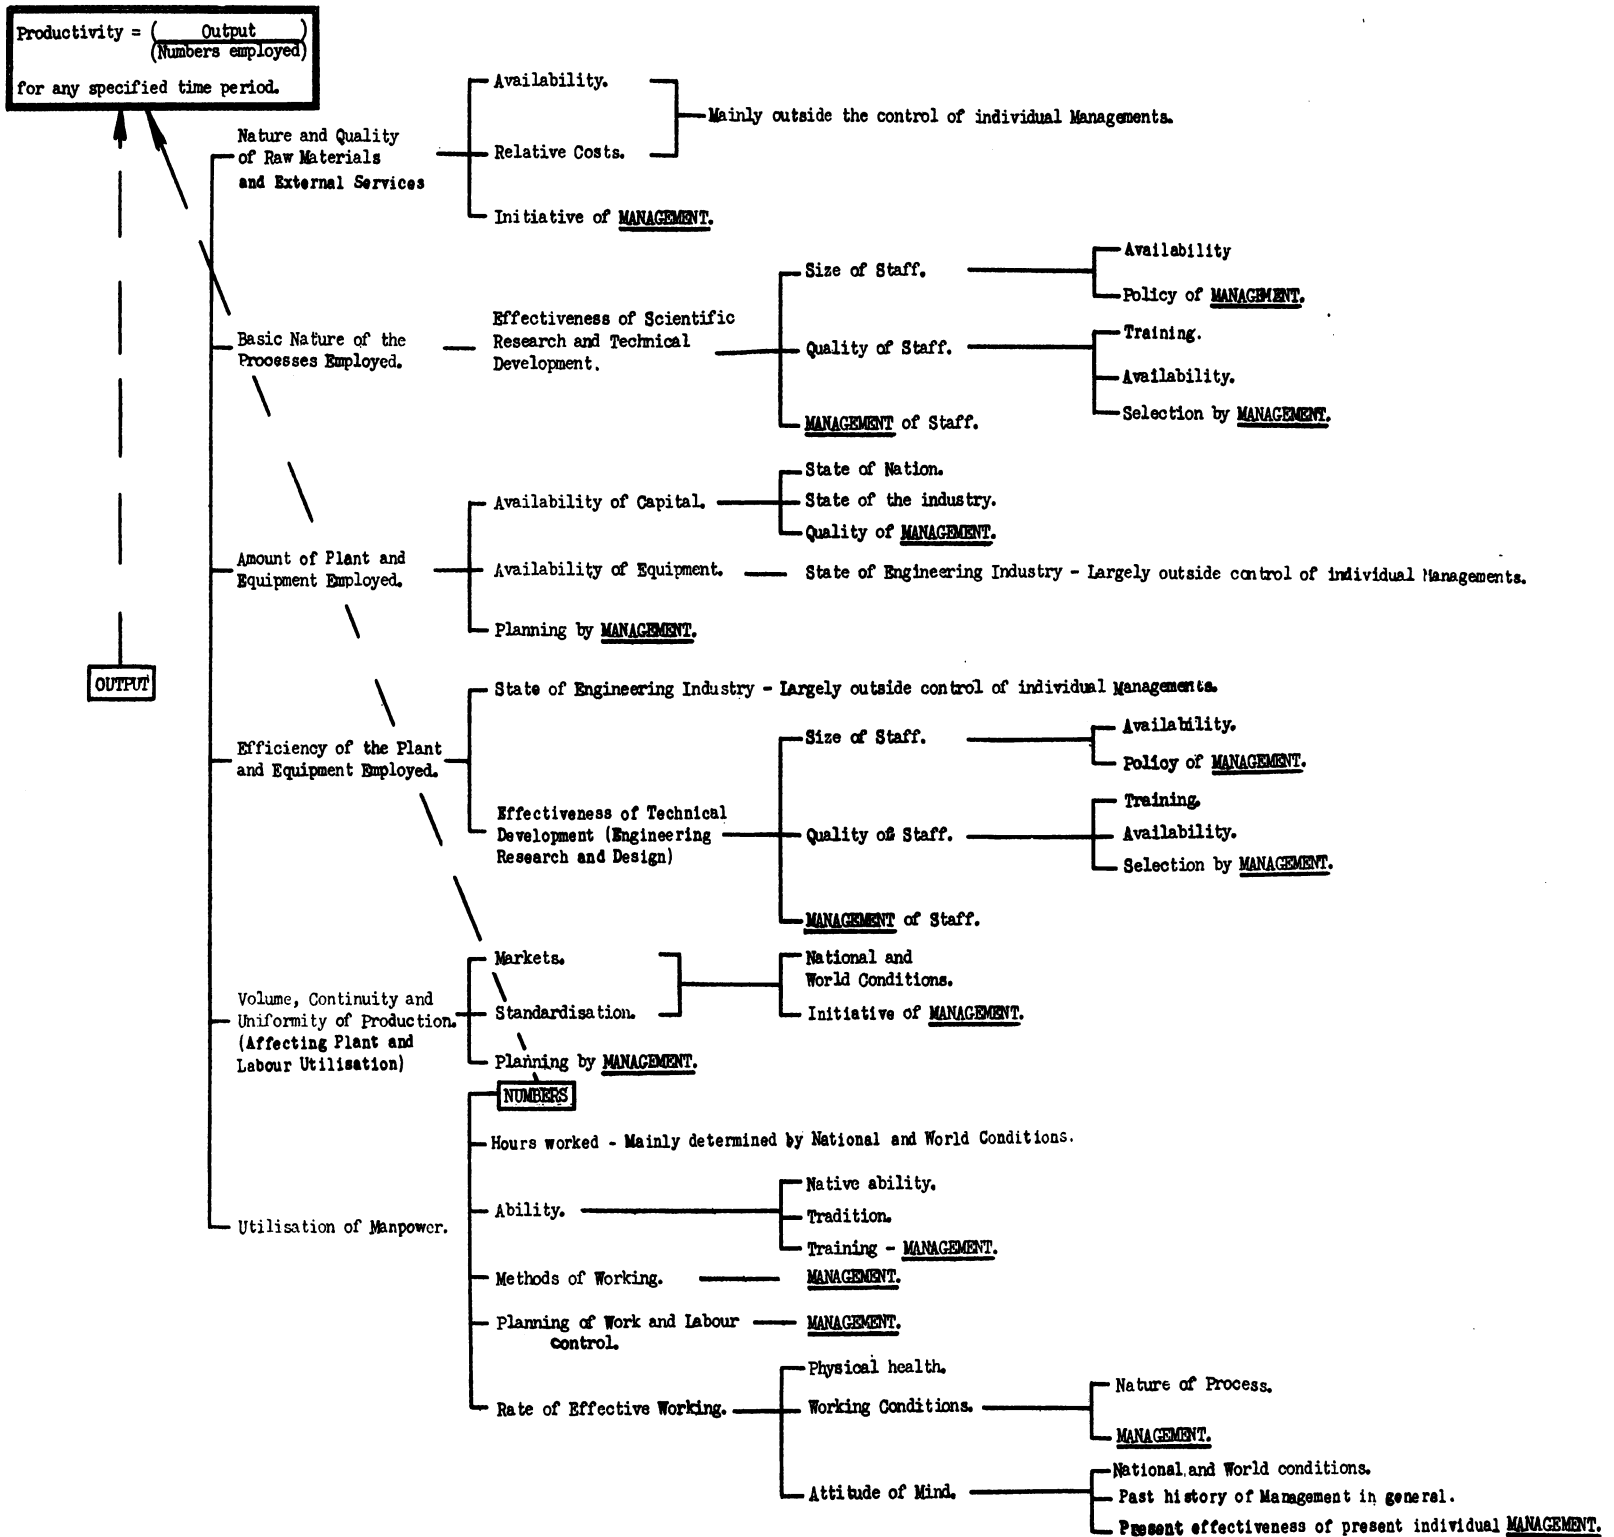 Productivity = (Output)
(Numbers employed)
for any specified time period.
OUTPUT
Nature and Quality
of Raw Materials
and External Services
Availability.
Relative Costs.
Mainly outside the control of individual Managements.
Initiative of MANAGEMENT.
Basic Nature of the
Processes Employed.
Effectiveness of Scientific
Research and Technical
Development.
Size of Staff.
Availability
Policy of MANAGEMENT.
Quality of Staff.
Training.
Availability.
Selection by MANAGEMENT.
MANAGEMENT of Staff.
Amount of Plant and
Equipment Employed.
Availability of Capital.
State of Nation.
State of the industry.
Quality of MANAGEMENT.
Availability of Equipment.
State of Engineering Industry - Largely outside control of individual Managements.
Planning by MANAGEMENT.
Efficiency of the Plant
and Equipment Employed.
State of Engineering Industry - Largely outside control of individual Managements.
Effectiveness of Technical
Development (Engineering
Research and Design)
Size of Staff.
Availability.
Policy of MANAGEMENT.
Quality of Staff.
Training.
Availability.
Selection by MANAGEMENT.
MANAGEMENT of Staff.
Volume, Continuity and
Uniformity of Production.
(Affecting Plant and
Labour Utilisation)
Markets.
Standardisation.
National and
World Conditions.
Initiative of MANAGEMENT.
Planning by MANAGEMENT.
Utilisation of Manpower.
NUMBERS
Hours worked - Mainly determined by National and World Conditions.
Ability.
Native ability.
Tradition.
Training - MANAGEMENT.
Methods of Working.
MANAGEMENT.
Planning of Work and Labour
control.
MANAGEMENT.
Rate of Effective Working.
Physical health.
Working Conditions.
Nature of Process.
MANAGEMENT.
Attitude of Mind.
National and World conditions.
Past history of Management in general.
Present effectiveness of present individual MANAGEMENT.